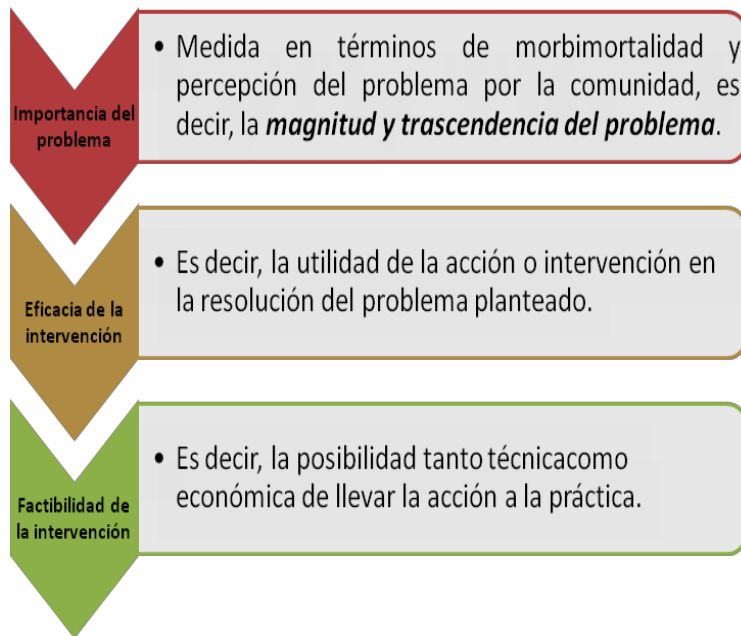 Importancia del
problema
• Medida en términos de morbimortalidad y
percepción del problema por la comunidad, es
decir, la magnitud y trascendencia del problema.
Eficacia de la
intervención
• Es decir, la utilidad de la acción o intervención en
la resolución del problema planteado.
Factibilidad de
la intervención
• Es decir, la posibilidad tanto técnicacomo
económica de llevar la acción a la práctica.